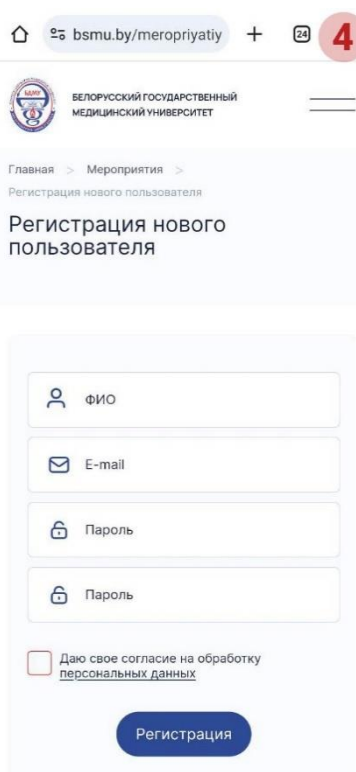 bsmu.by/meropriyatiy
24
4
БГМУ
БЕЛОРУССКИЙ ГОСУДАРСТВЕННЫЙ
МЕДИЦИНСКИЙ УНИВЕРСИТЕТ
Главная > Мероприятия >
Регистрация нового пользователя
Регистрация нового
пользователя
ФИО
E-mail
Пароль
Пароль
Даю свое согласие на обработку
персональных данных
Регистрация